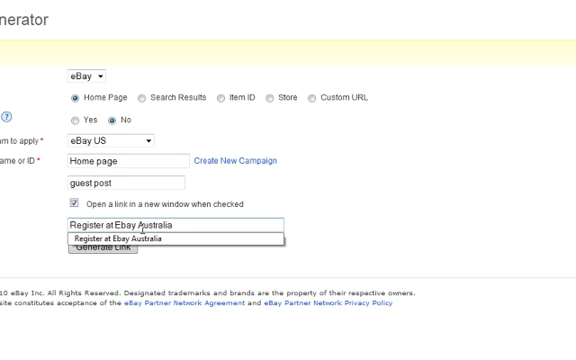 nerator
eBay
Home Page Search Results Item ID Store Custom URL
? Yes No
am to apply * eBay US
ame or ID * Home page Create New Campaign
guest post
Open a link in a new window when checked
Register at Ebay Australia
Register at Ebay Australia
Generate Link
10 eBay Inc. All Rights Reserved. Designated trademarks and brands are the property of their respective owners.
site constitutes acceptance of the eBay Partner Network Agreement and eBay Partner Network Privacy Policy